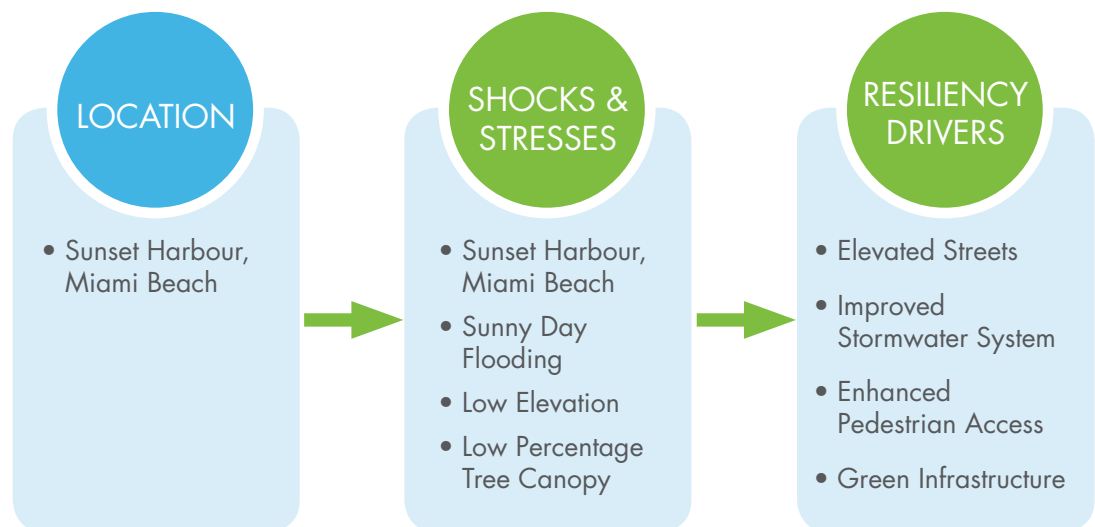 LOCATION
• Sunset Harbour,
Miami Beach
SHOCKS &
STRESSES
• Sunset Harbour,
Miami Beach
• Sunny Day
Flooding
• Low Elevation
• Low Percentage
Tree Canopy
RESILIENCY
DRIVERS
• Elevated Streets
• Improved
Stormwater System
• Enhanced
Pedestrian Access
• Green Infrastructure